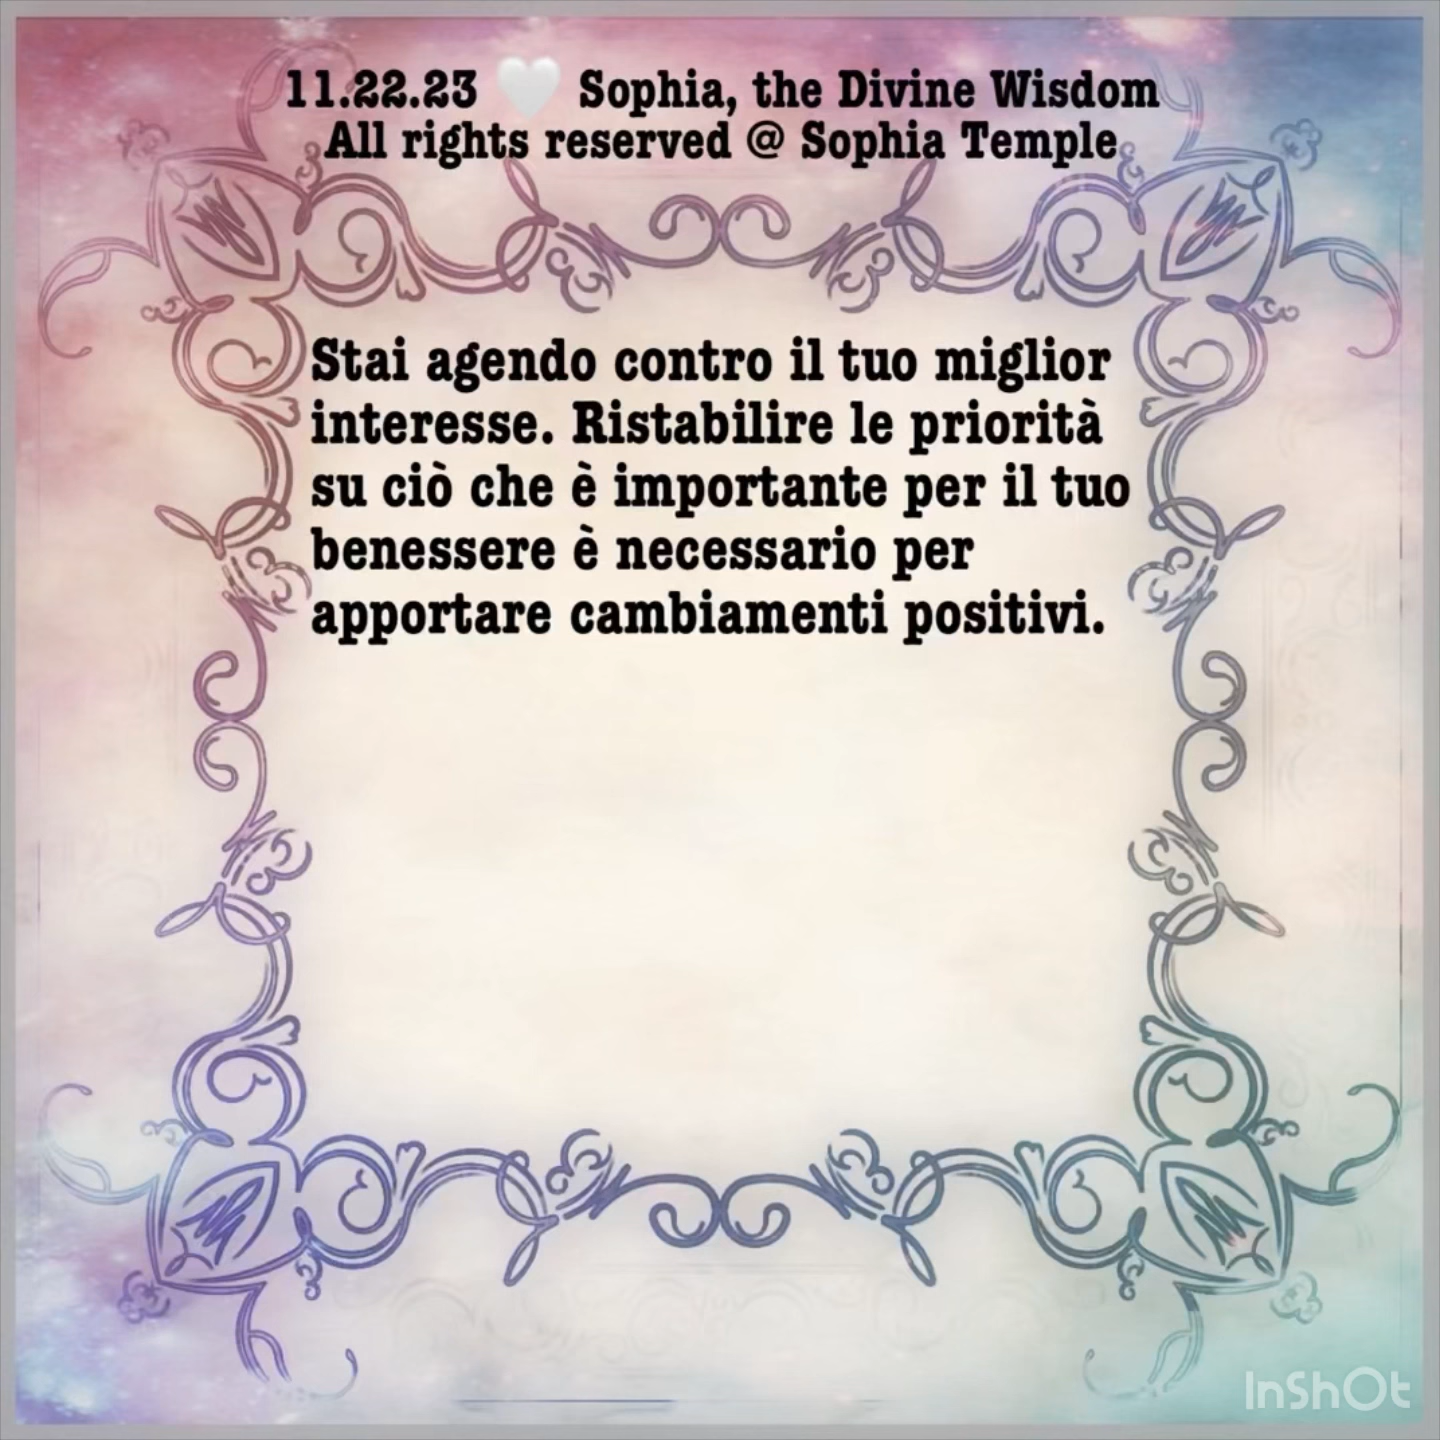 11.22.23 🤍 Sophia, the Divine Wisdom
All rights reserved @ Sophia Temple
Stai agendo contro il tuo miglior
interesse. Ristabilire le priorità
su ciò che è importante per il tuo
benessere è necessario per
apportare cambiamenti positivi.
InShOt